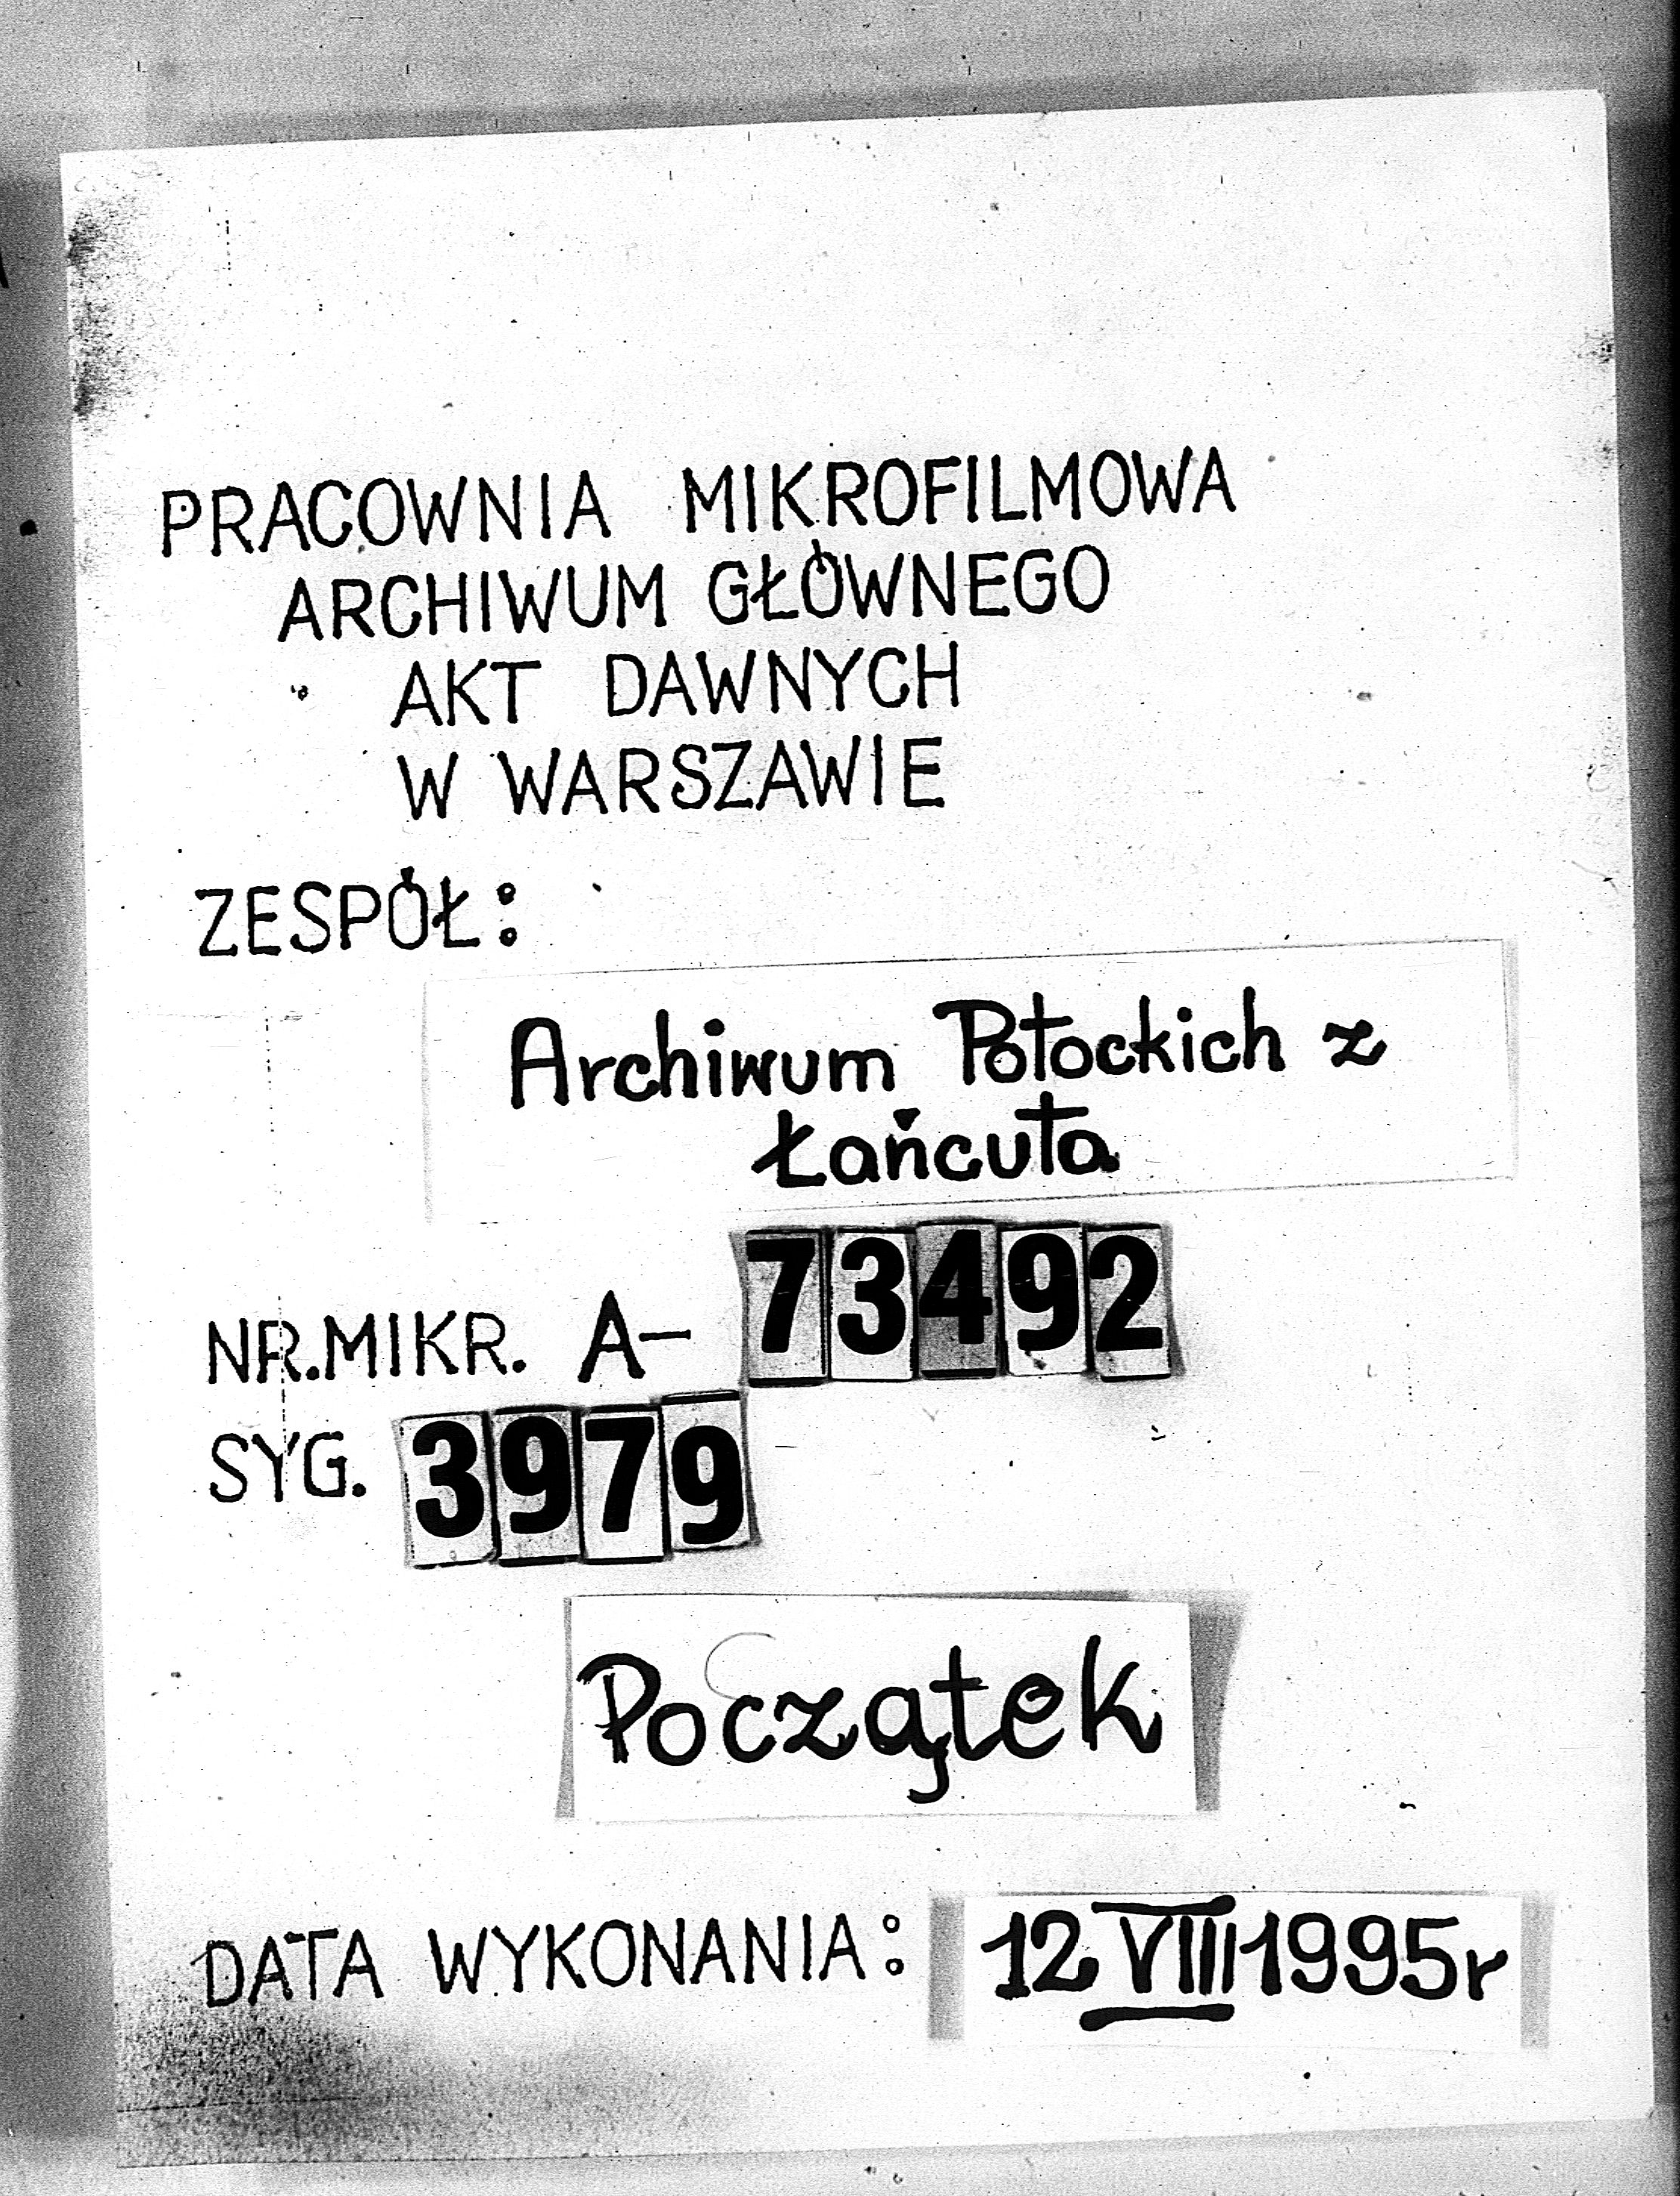 PRACOWNIA MIKROFILMOWA
ARCHIWUM GŁÓWNEGO
AKT DAWNYCH
W WARSZAWIE
ZESPÓŁ:
Archiwum Potockich z
Łańcuta
NR.MIKR. A- 73492
SYG. 3979
Początek
DATA WYKONANIA: 12 VIII 1995r